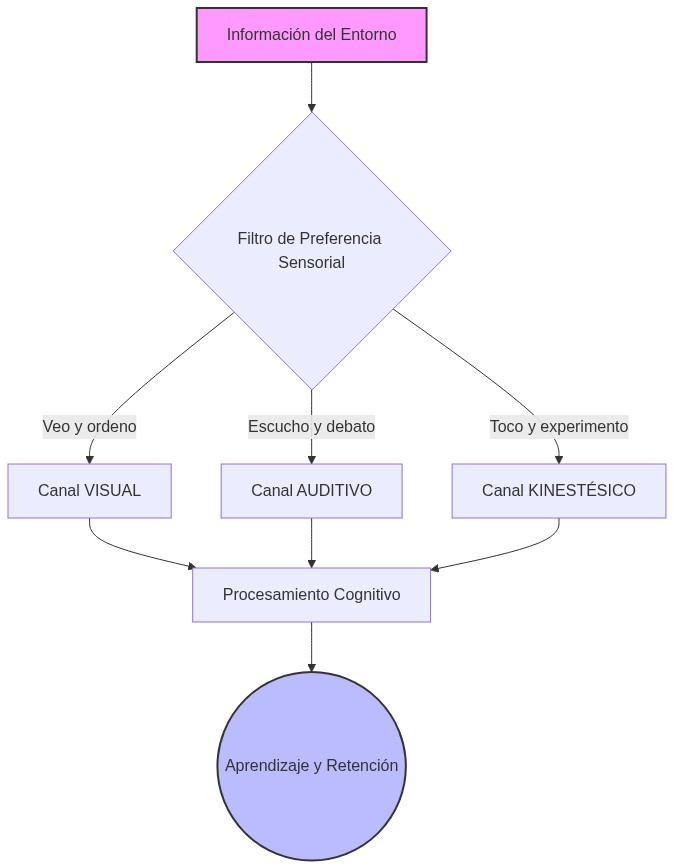 Información del Entorno
Filtro de Preferencia
Sensorial
Veo y ordeno
Escucho y debato
Toco y experimento
Canal VISUAL
Canal AUDITIVO
Canal KINESTÉSICO
Procesamiento Cognitivo
Aprendizaje y Retención